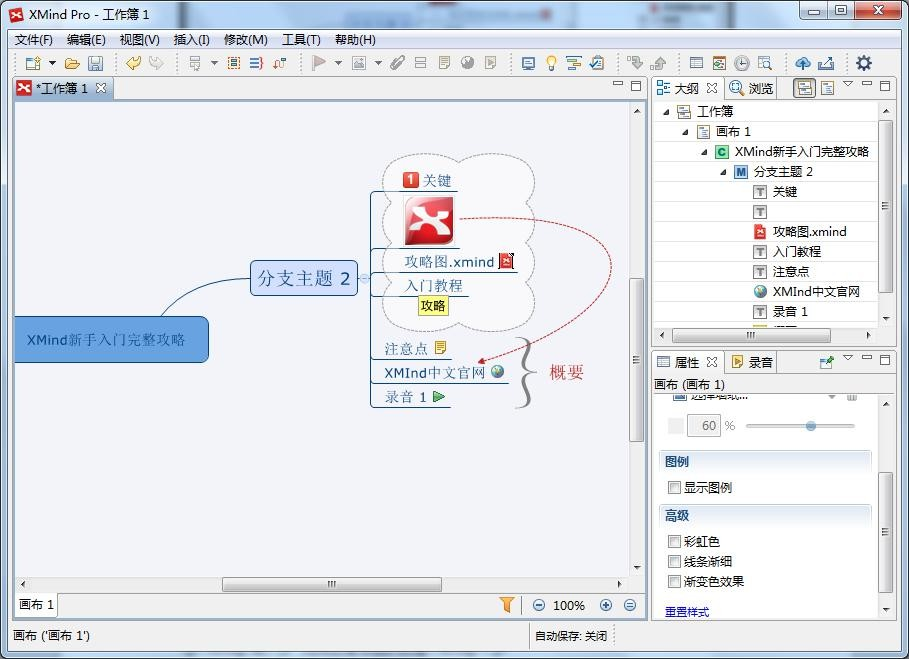 XMind Pro - 工作簿 1
文件(F) 编辑(E) 视图(V) 插入(I) 修改(M) 工具(T) 帮助(H)
*工作簿 1
1 关键
攻略图.xmind
入门教程
攻略
分支主题 2
XMind新手入门完整攻略
注意点
XMInd中文官网
录音 1
概要
画布 1
100%
画布 ('画布 1')
自动保存: 关闭
大纲 浏览
工作簿
画布 1
C XMind新手入门完整攻略
M 分支主题 2
T 关键
T
攻略图.xmind
T 入门教程
T 注意点
XMInd中文官网
T 录音 1
属性 录音
画布 (画布 1)
选择墙纸...
60 %
图例
显示图例
高级
彩虹色
线条渐细
渐变色效果
重置样式